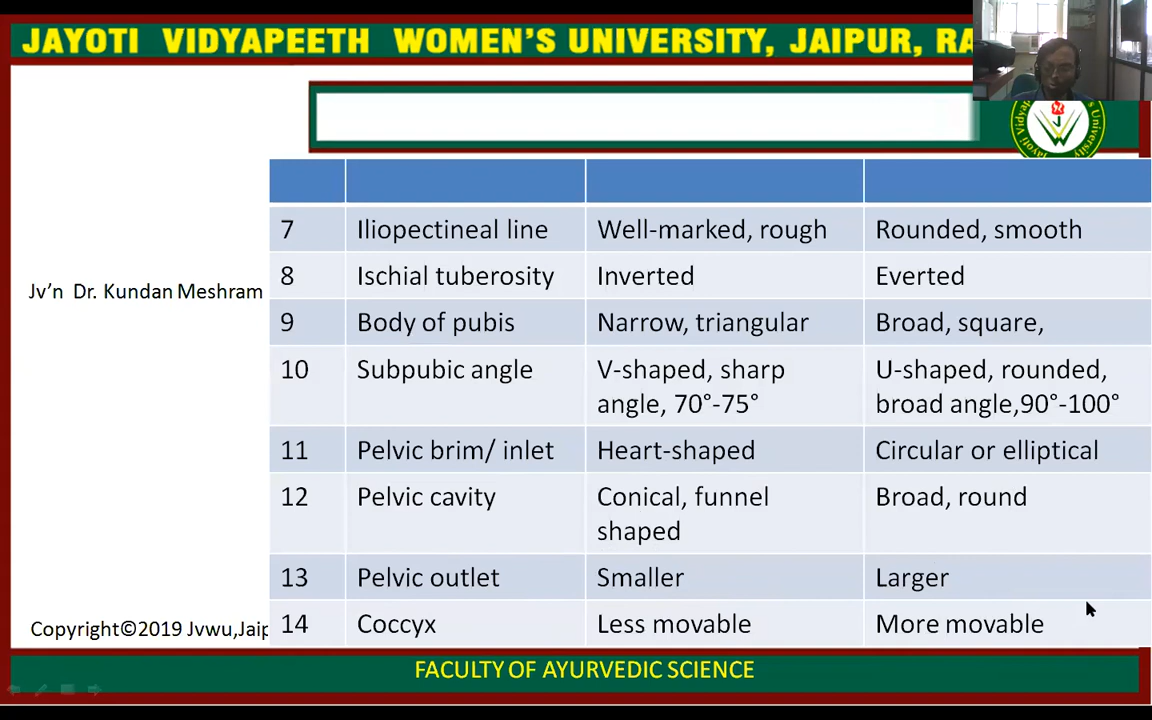 JAYOTI VIDYAPEETH WOMEN'S UNIVERSITY, JAIPUR, RA
Jv'n Dr. Kundan Meshram
7 Iliopectineal line Well-marked, rough Rounded, smooth
8 Ischial tuberosity Inverted Everted
9 Body of pubis Narrow, triangular Broad, square,
10 Subpubic angle V-shaped, sharp U-shaped, rounded,
angle, 70°-75° broad angle,90°-100°
11 Pelvic brim/ inlet Heart-shaped Circular or elliptical
12 Pelvic cavity Conical, funnel Broad, round
shaped
13 Pelvic outlet Smaller Larger
14 Coccyx Less movable More movable
Copyright©2019 Jvwu,Jaip
FACULTY OF AYURVEDIC SCIENCE